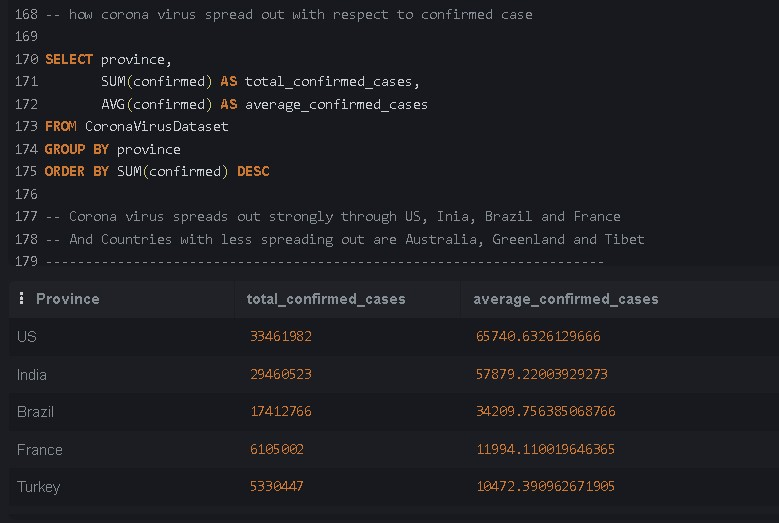 168 -- how corona virus spread out with respect to confirmed case
169
170 SELECT province,
171 SUM(confirmed) AS total_confirmed_cases,
172 AVG(confirmed) AS average_confirmed_cases
173 FROM CoronaVirusDataset
174 GROUP BY province
175 ORDER BY SUM(confirmed) DESC
176
177 -- Corona virus spreads out strongly through US, Inia, Brazil and France
178 -- And Countries with less spreading out are Australia, Greenland and Tibet
179 ----------------------------------------------------------------------
Province total_confirmed_cases average_confirmed_cases
US 33461982 65740.6326129666
India 29460523 57879.22003929273
Brazil 17412766 34209.756385068766
France 6105002 11994.110019646365
Turkey 5330447 10472.390962671905